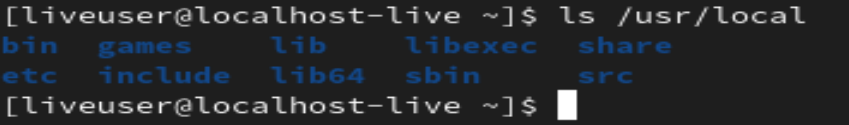 [liveuser@localhost-live ~]$ ls /usr/local
bin games lib libexec share
etc include lib64 sbin src
[liveuser@localhost-live ~]$